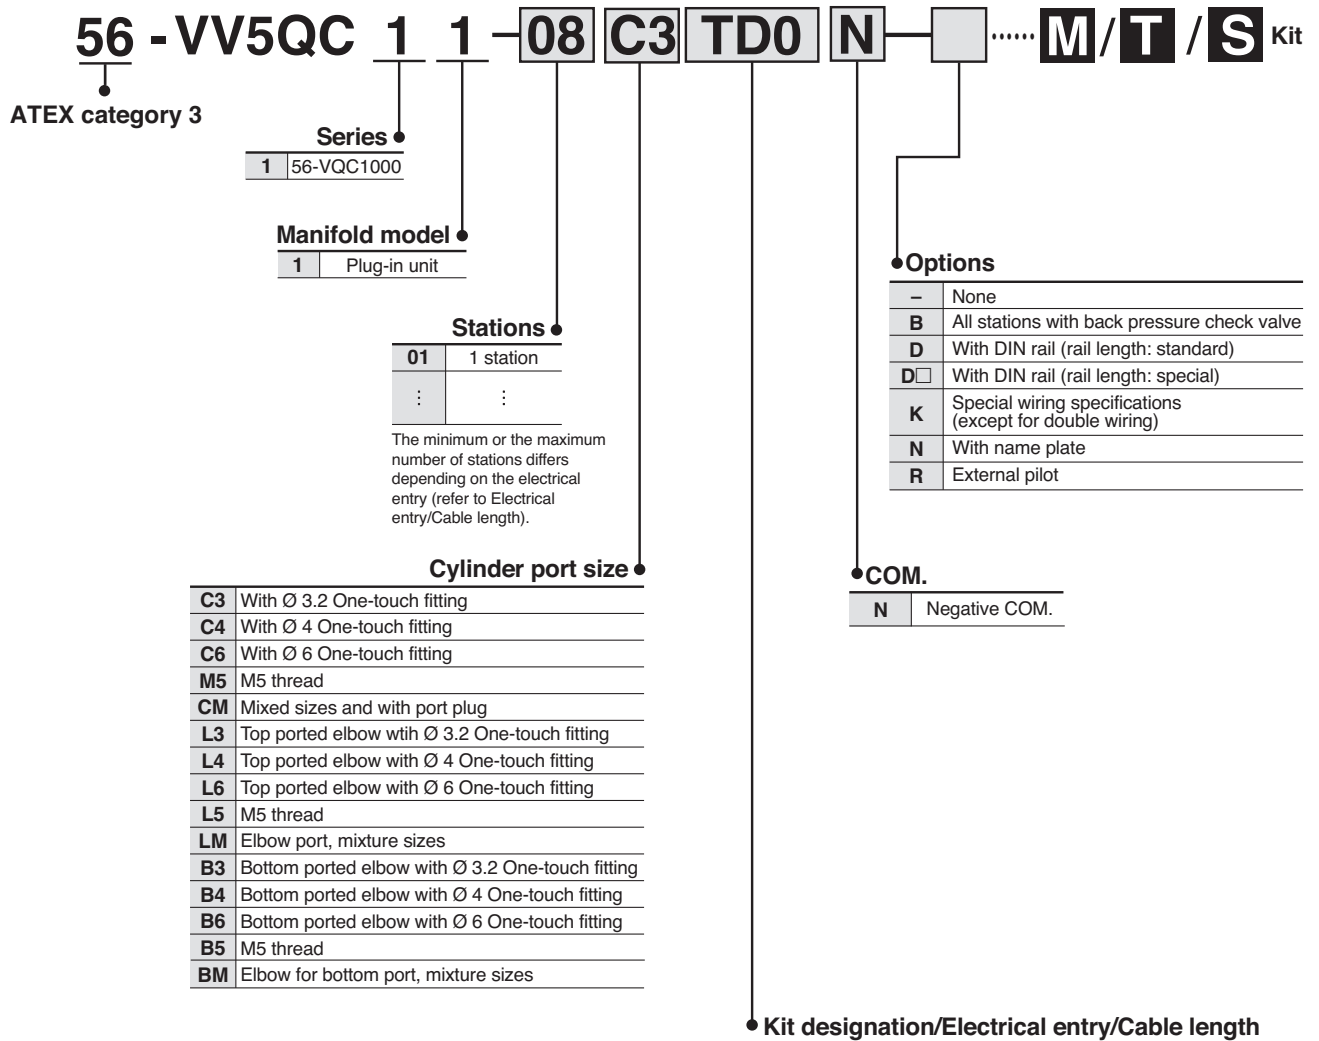 56 - VV5QC 1 1 - 08 C3 TD0 N - □ ······ M / T / S Kit
ATEX category 3
Series
1 56-VQC1000
Manifold model
1 Plug-in unit
Stations
01 1 station
⋮ ⋮
The minimum or the maximum
number of stations differs
depending on the electrical
entry (refer to Electrical
entry/Cable length).
Cylinder port size
C3 With Ø 3.2 One-touch fitting
C4 With Ø 4 One-touch fitting
C6 With Ø 6 One-touch fitting
M5 M5 thread
CM Mixed sizes and with port plug
L3 Top ported elbow wtih Ø 3.2 One-touch fitting
L4 Top ported elbow with Ø 4 One-touch fitting
L6 Top ported elbow with Ø 6 One-touch fitting
L5 M5 thread
LM Elbow port, mixture sizes
B3 Bottom ported elbow with Ø 3.2 One-touch fitting
B4 Bottom ported elbow with Ø 4 One-touch fitting
B6 Bottom ported elbow with Ø 6 One-touch fitting
B5 M5 thread
BM Elbow for bottom port, mixture sizes
Options
– None
B All stations with back pressure check valve
D With DIN rail (rail length: standard)
D□ With DIN rail (rail length: special)
K Special wiring specifications
(except for double wiring)
N With name plate
R External pilot
COM.
N Negative COM.
Kit designation/Electrical entry/Cable length